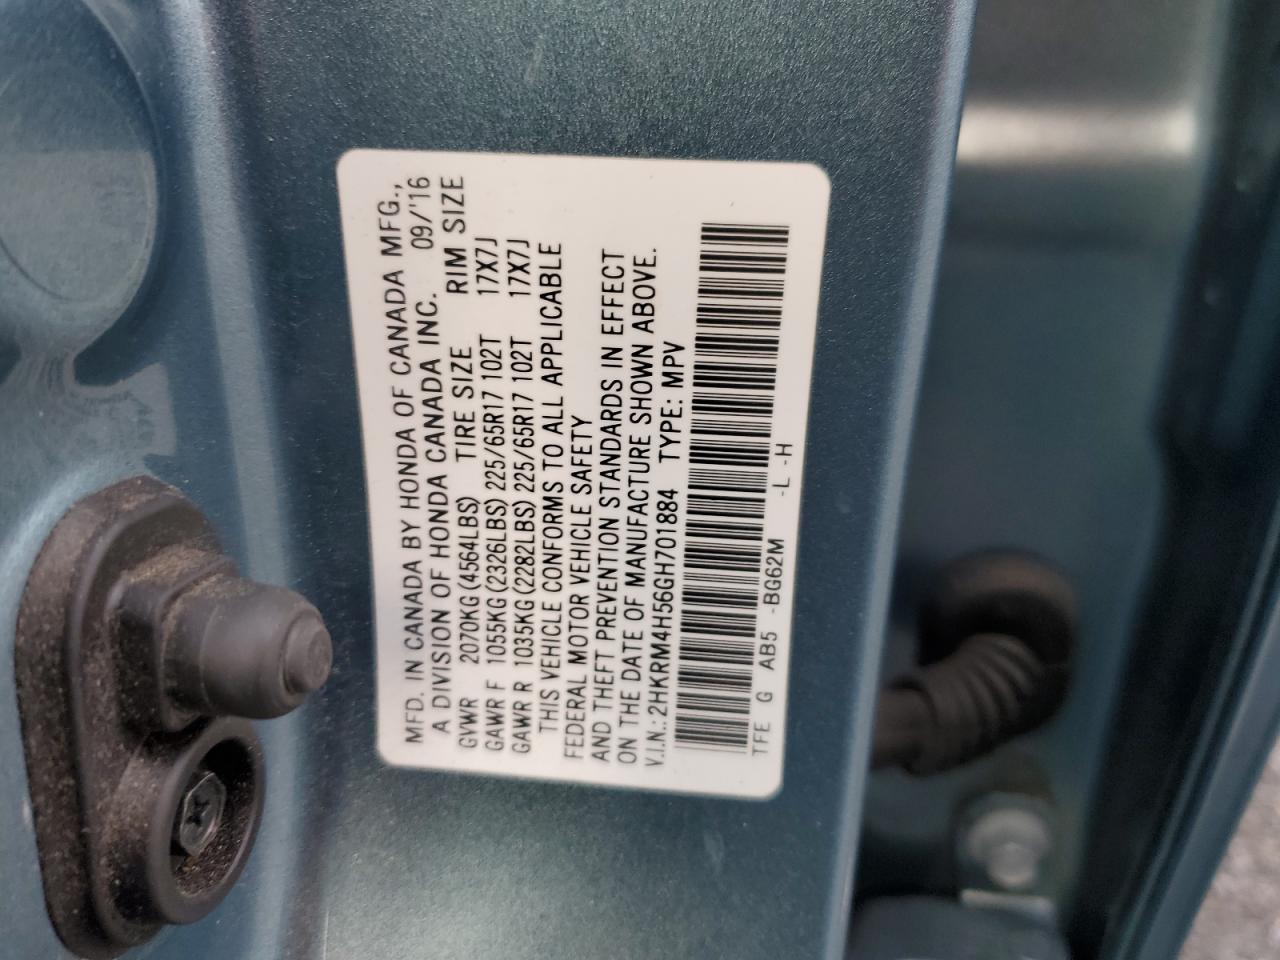 MFD. IN CANADA BY HONDA OF CANADA MFG.,
A DIVISION OF HONDA CANADA INC. 09/'16
GVWR 2070KG (4564LBS) TIRE SIZE RIM SIZE
GAWR F 1055KG (2326LBS) 225/65R17 102T 17X7J
GAWR R 1035KG (2282LBS) 225/65R17 102T 17X7J
THIS VEHICLE CONFORMS TO ALL APPLICABLE
FEDERAL MOTOR VEHICLE SAFETY
AND THEFT PREVENTION STANDARDS IN EFFECT
ON THE DATE OF MANUFACTURE SHOWN ABOVE.
V.I.N.: 2HKRM4H56GH701884 TYPE: MPV
TFE G AB5 -BG62M -L -H